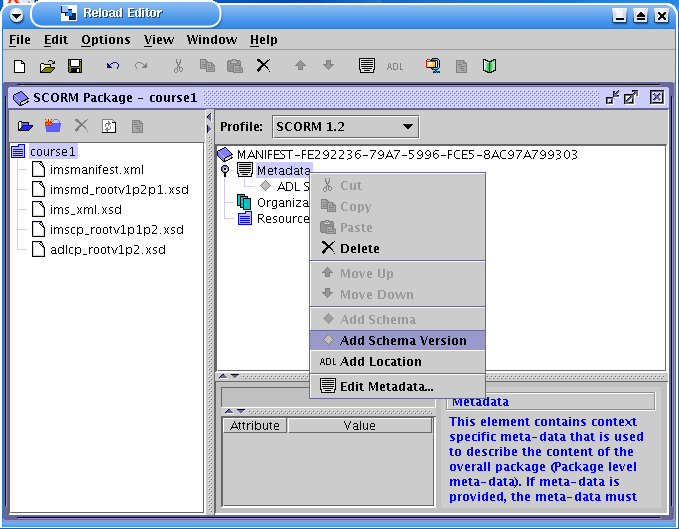 Reload Editor
File Edit Options View Window Help
ADL
SCORM Package - course1
Profile: SCORM 1.2
course1
imsmanifest.xml
imsmd_rootv1p2p1.xsd
ims_xml.xsd
imscp_rootv1p1p2.xsd
adlcp_rootv1p2.xsd
MANIFEST-FE292236-79A7-5996-FCE5-8AC97A799303
Metadata
ADL S
Organiza
Resource
Cut
Copy
Paste
Delete
Move Up
Move Down
Add Schema
Add Schema Version
ADL Add Location
Edit Metadata...
Attribute Value
Metadata
This element contains context
specific meta-data that is used
to describe the content of the
overall package (Package level
meta-data). If meta-data is
provided, the meta-data must